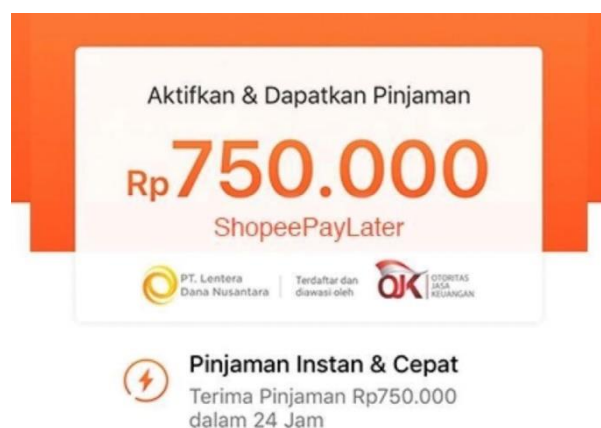 Aktifkan & Dapatkan Pinjaman
Rp750.000
ShopeePayLater
PT. Lentera
Dana Nusantara
Terdaftar dan
diawasi oleh
OJK
OTORITAS
JASA
KEUANGAN
Pinjaman Instan & Cepat
Terima Pinjaman Rp750.000
dalam 24 Jam